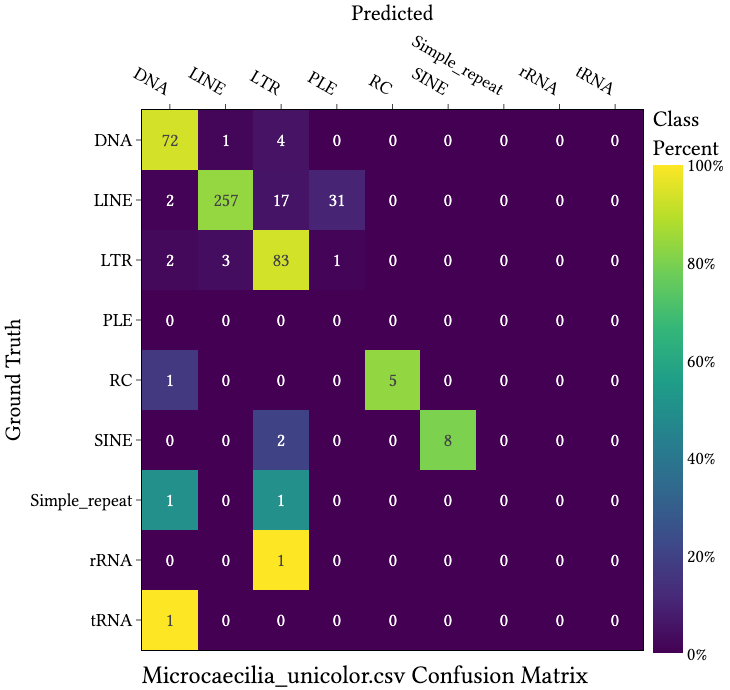 Predicted
DNA LINE LTR PLE RC SINE Simple_repeat rRNA tRNA
Class
Percent
DNA 72 1 4 0 0 0 0 0 0
LINE 2 257 17 31 0 0 0 0 0
LTR 2 3 83 1 0 0 0 0 0
PLE 0 0 0 0 0 0 0 0 0
RC 1 0 0 0 5 0 0 0 0
SINE 0 0 2 0 0 8 0 0 0
Simple_repeat 1 0 1 0 0 0 0 0 0
rRNA 0 0 1 0 0 0 0 0 0
tRNA 1 0 0 0 0 0 0 0 0
Ground Truth
100%
80%
60%
40%
20%
0%
Microcaecilia_unicolor.csv Confusion Matrix